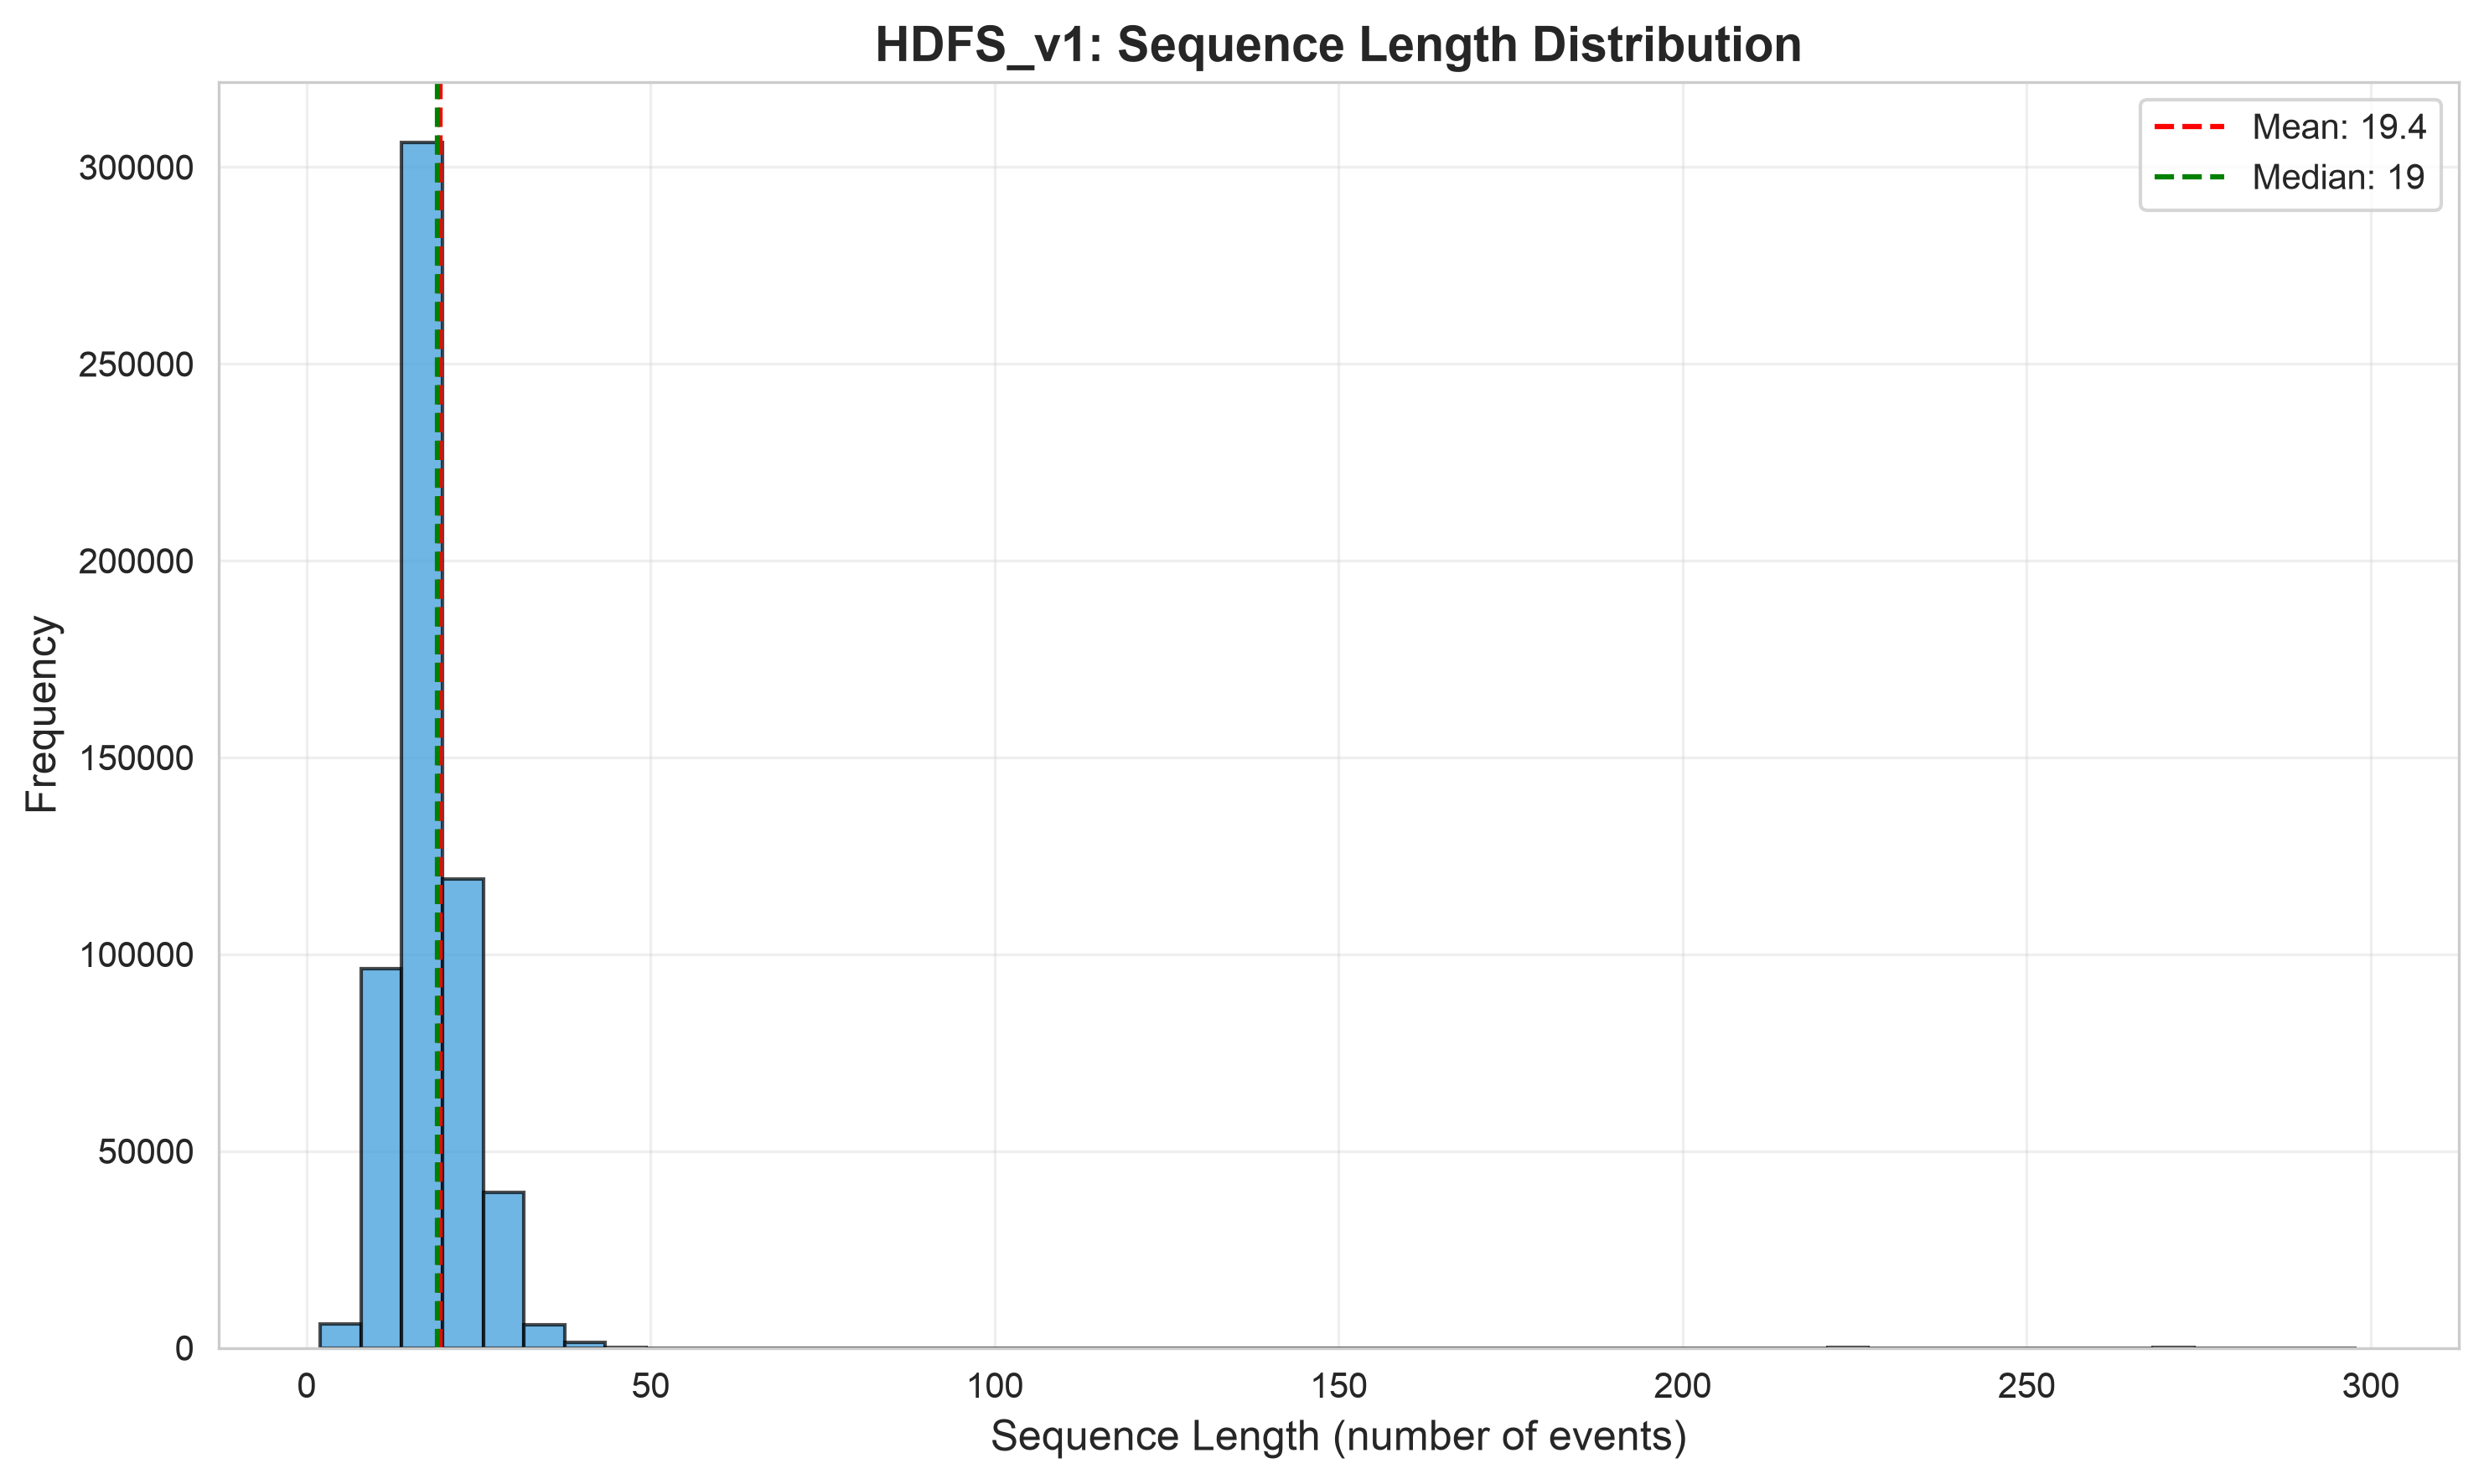 HDFS_v1: Sequence Length Distribution
Mean: 19.4
Median: 19
300000
250000
200000
150000
100000
50000
0
Frequency
0 50 100 150 200 250 300
Sequence Length (number of events)